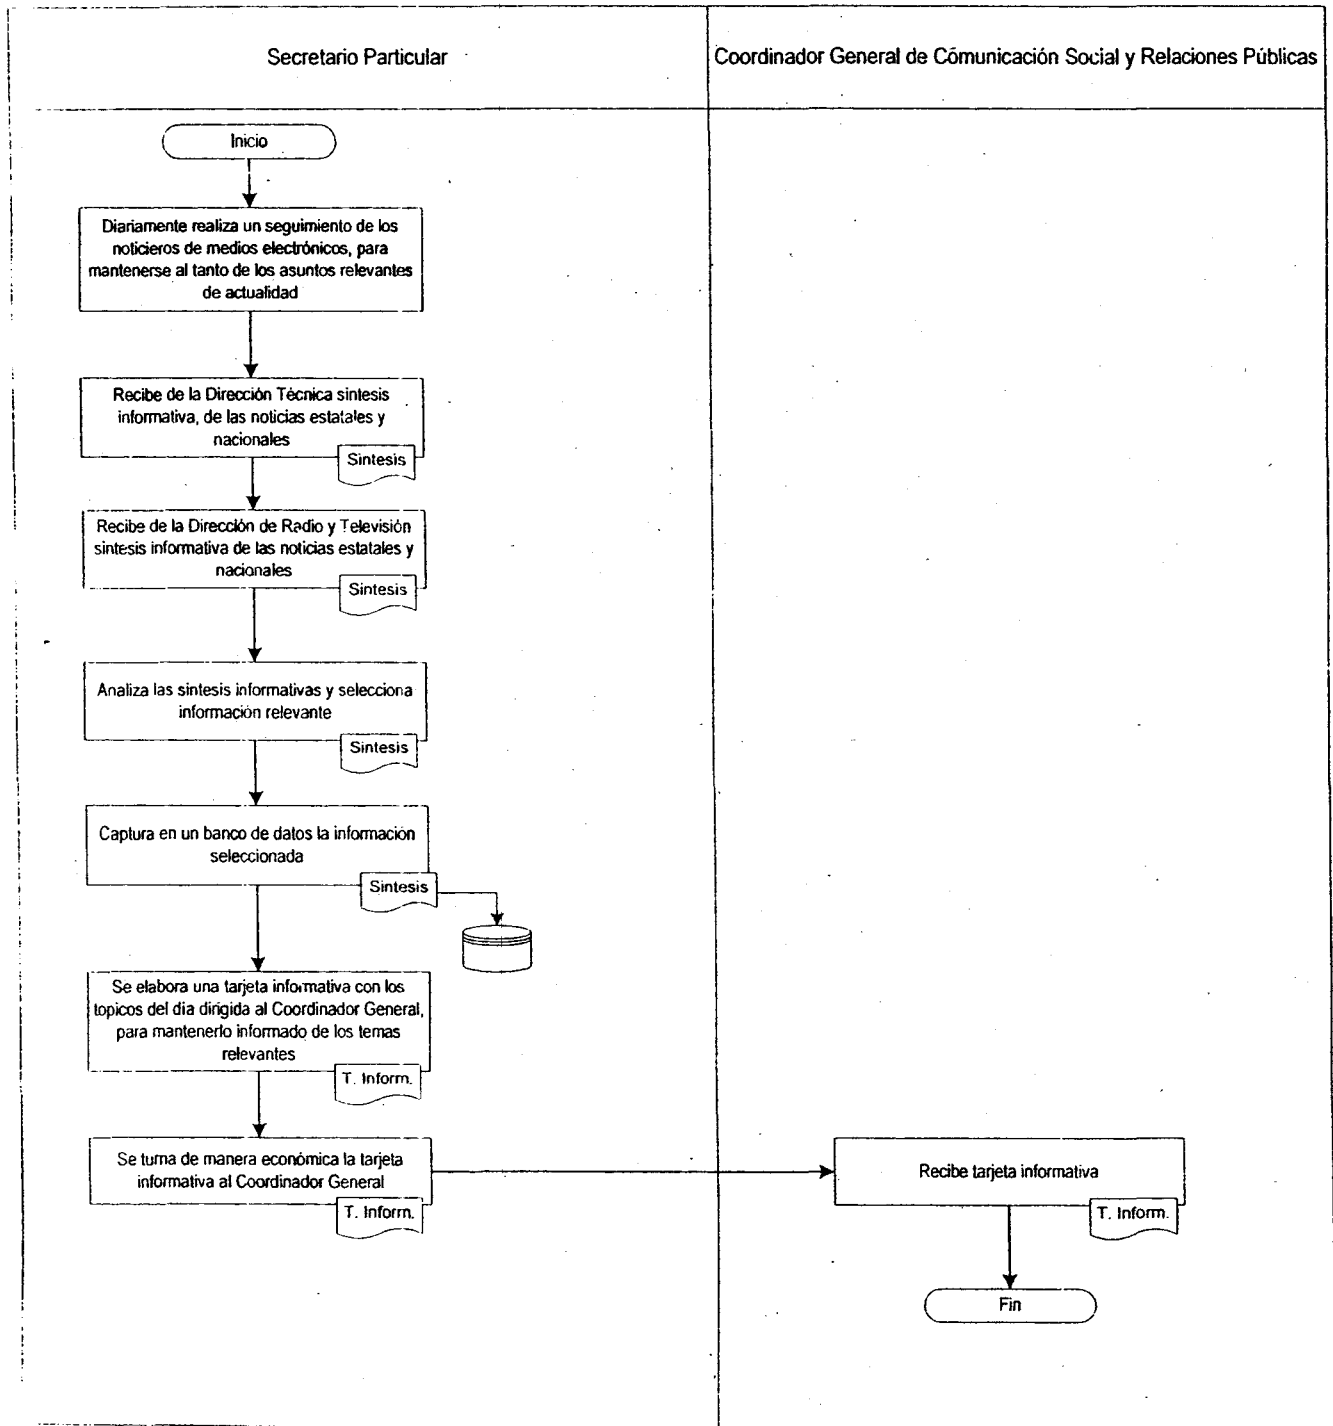 Secretario Particular
Coordinador General de Cómunicación Social y Relaciones Públicas
Inicio
Diariamente realiza un seguimiento de los
noticieros de medios electrónicos, para
mantenerse al tanto de los asuntos relevantes
de actualidad
Recibe de la Dirección Técnica sintesis
informativa, de las noticias estatales y
nacionales
Sintesis
Recibe de la Dirección de Radio y Televisión
sintesis informativa de las noticias estatales y
nacionales
Sintesis
Analiza las sintesis informativas y selecciona
información relevante
Sintesis
Captura en un banco de datos la información
seleccionada
Sintesis
Se elabora una tarjeta informativa con los
topicos del dia dirigida al Coordinador General,
para mantenerlo informado de los temas
relevantes
T. Inform.
Se turna de manera económica la tarjeta
informativa al Coordinador General
T. Inform.
Recibe tarjeta informativa
T. Inform.
Fin